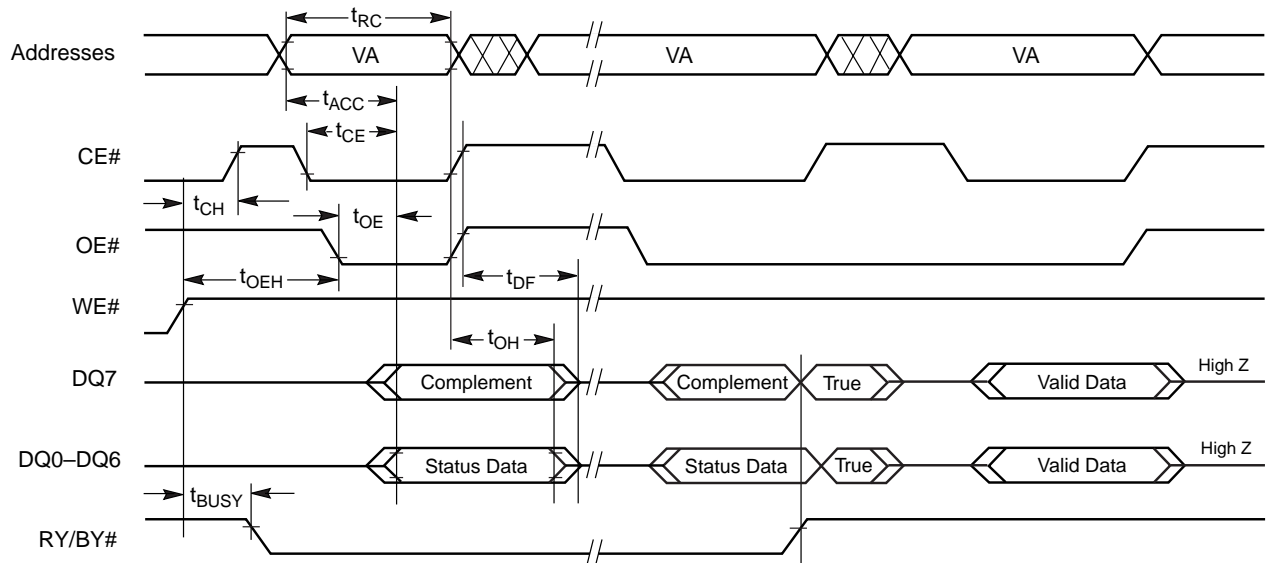 tRC
Addresses VA VA VA
tACC
tCE
CE#
tCH tOE
OE#
tOEH tDF
WE#
tOH
DQ7 Complement Complement True Valid Data High Z
DQ0–DQ6 Status Data Status Data True Valid Data High Z
tBUSY
RY/BY#